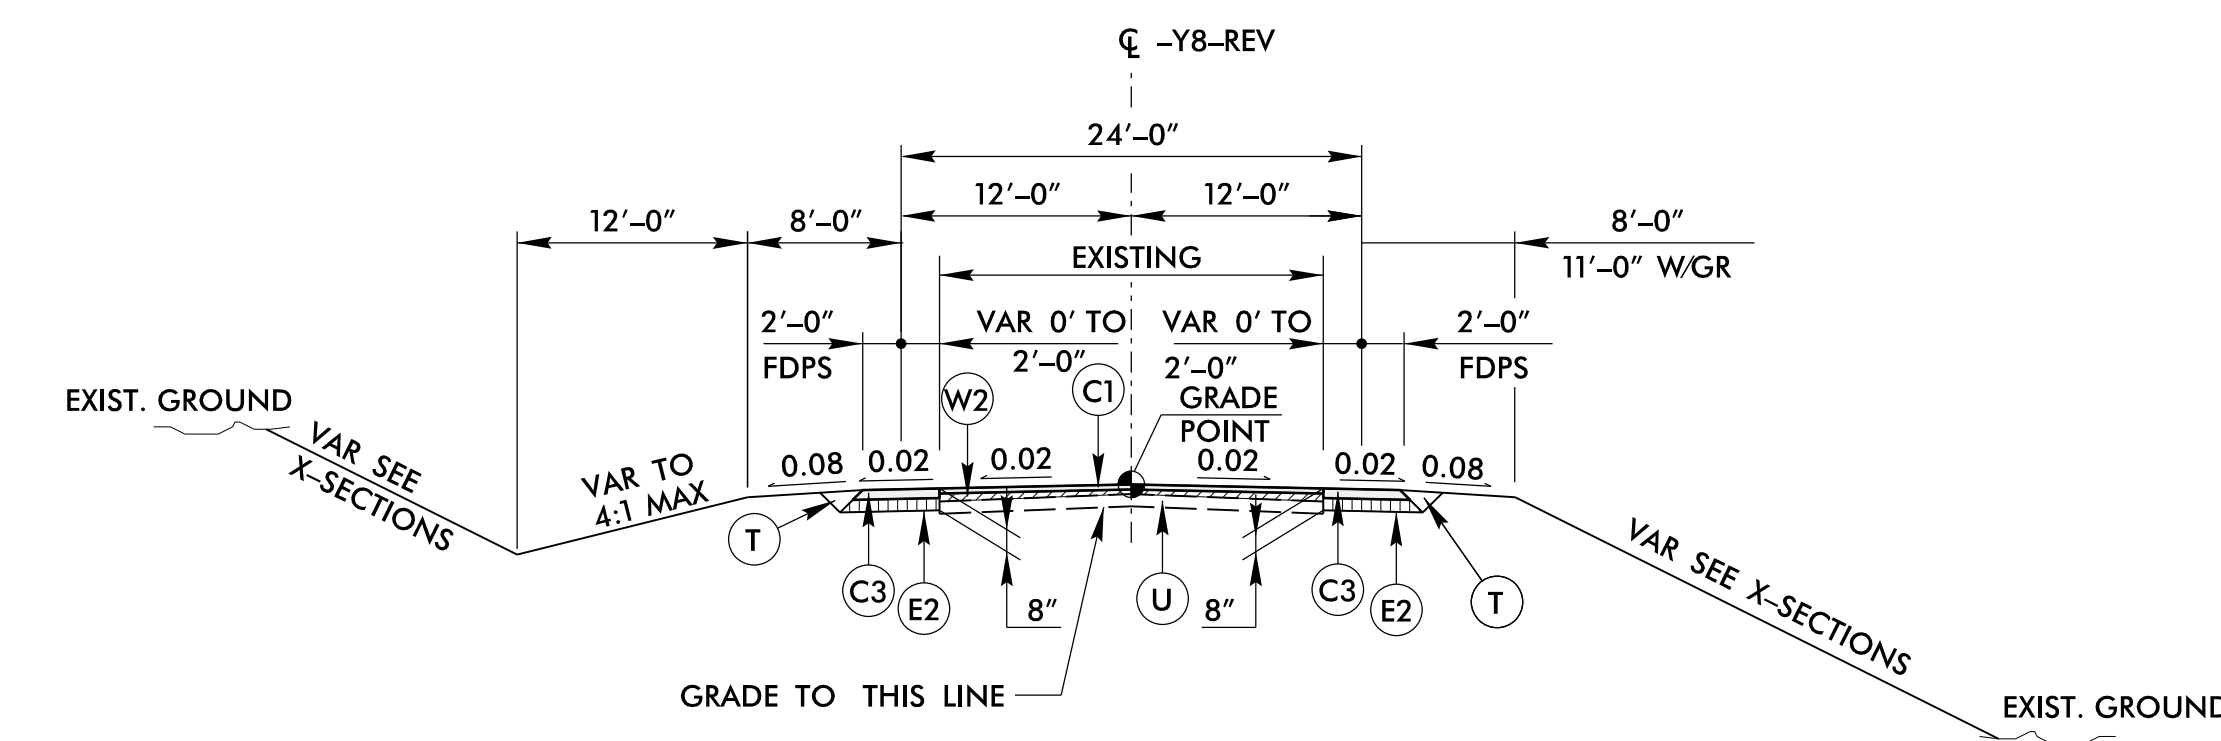 ℄ -Y8-REV
24'-0"
12'-0" 12'-0"
12'-0" 8'-0" 8'-0"
EXISTING
11'-0" W/GR
2'-0" VAR 0' TO VAR 0' TO 2'-0"
FDPS 2'-0" 2'-0" FDPS
W2 C1
GRADE
POINT
EXIST. GROUND
VAR SEE
X-SECTIONS
VAR TO
4:1 MAX
0.08 0.02 0.02 0.02 0.02 0.08
T C3 E2 8" U 8" C3 E2 T
VAR SEE X-SECTIONS
GRADE TO THIS LINE
EXIST. GROUND